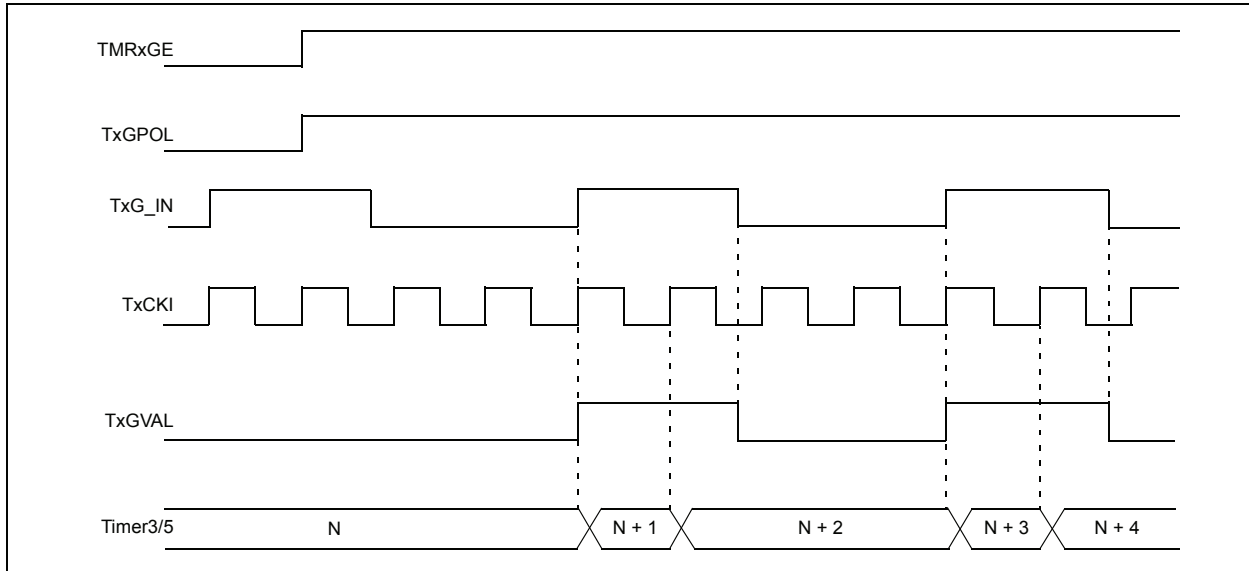 TMRxGE
TxGPOL
TxG_IN
TxCKI
TxGVAL
Timer3/5 N N + 1 N + 2 N + 3 N + 4